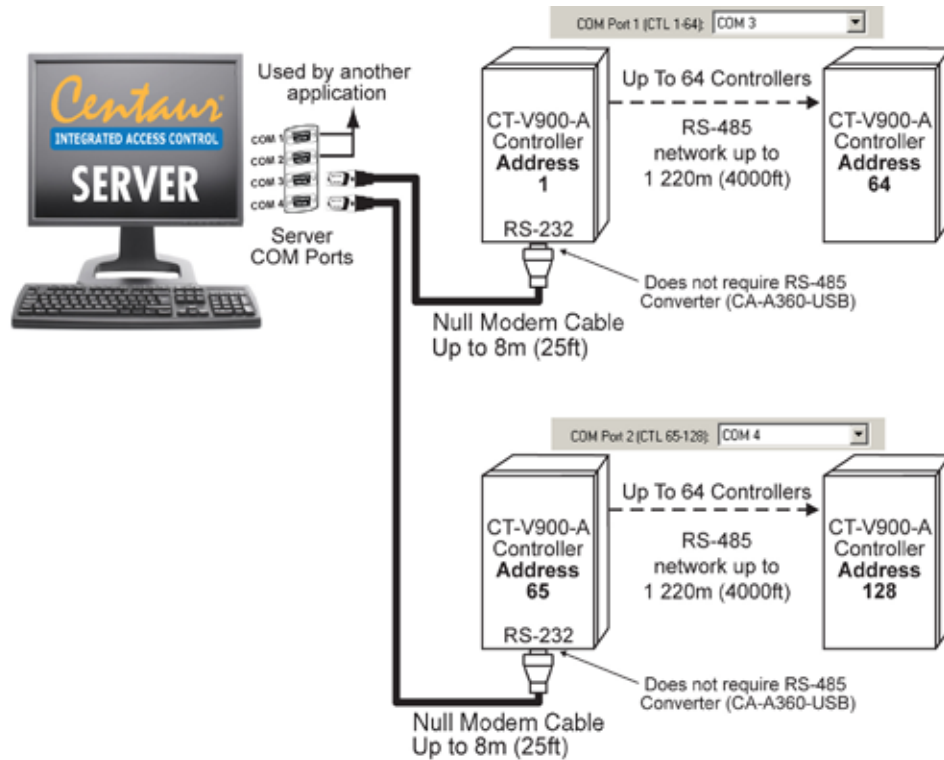 COM Port 1 (CTL 1-64): COM 3
Centaur
INTEGRATED ACCESS CONTROL
SERVER
Used by another
application
COM 1
COM 2
COM 3
COM 4
Server
COM Ports
CT-V900-A
Controller
Address
1
RS-232
Up To 64 Controllers
RS-485
network up to
1 220m (4000ft)
CT-V900-A
Controller
Address
64
Does not require RS-485
Converter (CA-A360-USB)
Null Modem Cable
Up to 8m (25ft)
COM Port 2 (CTL 65-128): COM 4
CT-V900-A
Controller
Address
65
RS-232
Up To 64 Controllers
RS-485
network up to
1 220m (4000ft)
CT-V900-A
Controller
Address
128
Does not require RS-485
Converter (CA-A360-USB)
Null Modem Cable
Up to 8m (25ft)